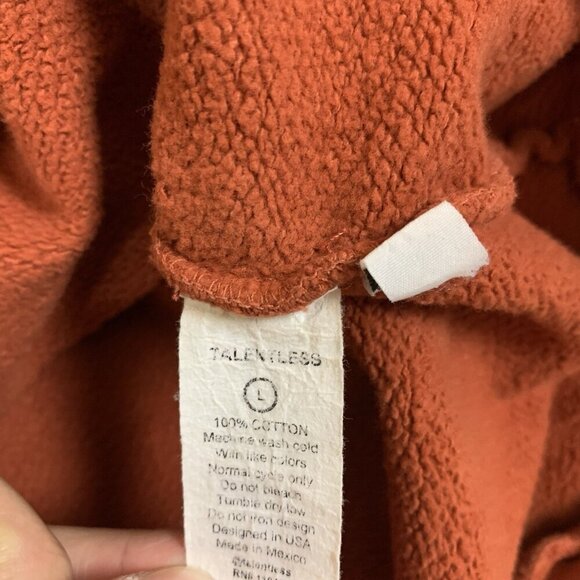 TALENTLESS
L
100% COTTON
Machine wash cold
With like colors
Normal cycle only
Do not bleach
Tumble dry low
Do not iron design
Designed in USA
Made in Mexico
RN#